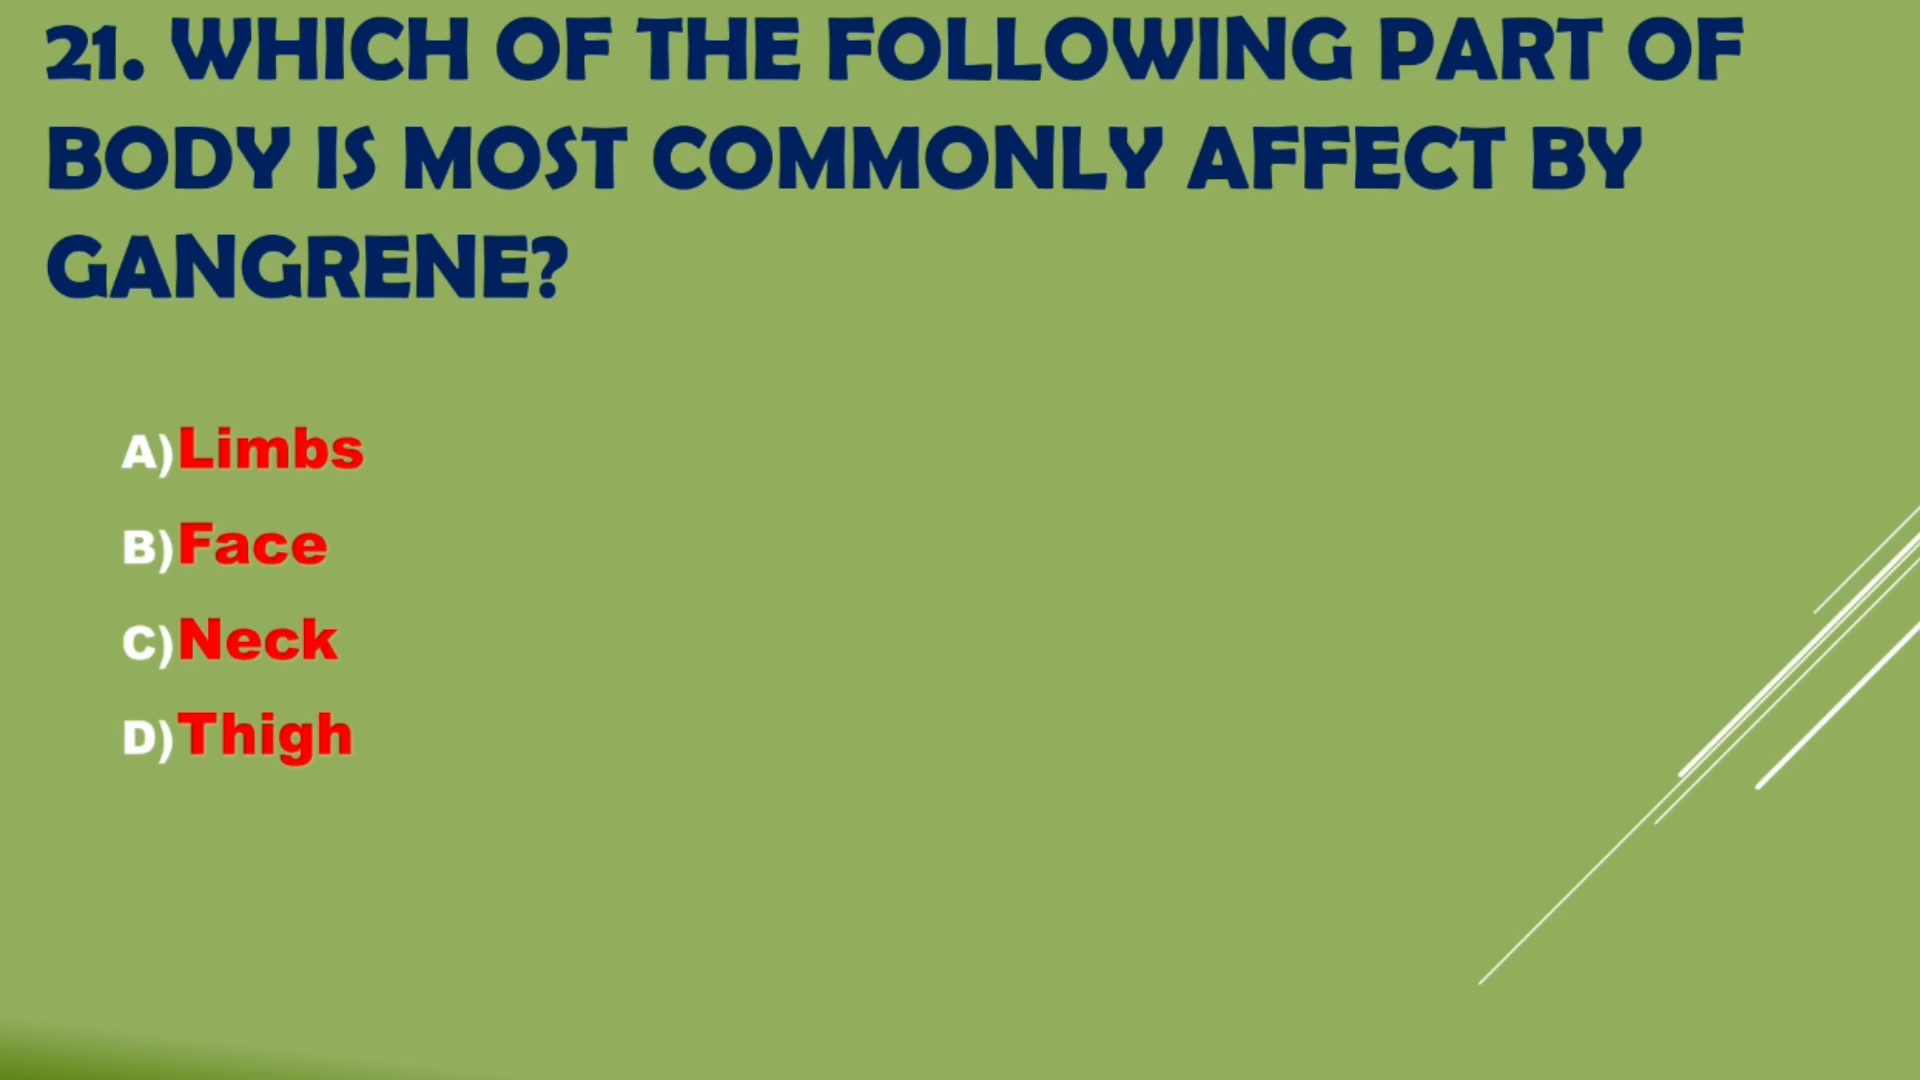 21. WHICH OF THE FOLLOWING PART OF
BODY IS MOST COMMONLY AFFECT BY
GANGRENE?
A) Limbs
B) Face
C) Neck
D) Thigh